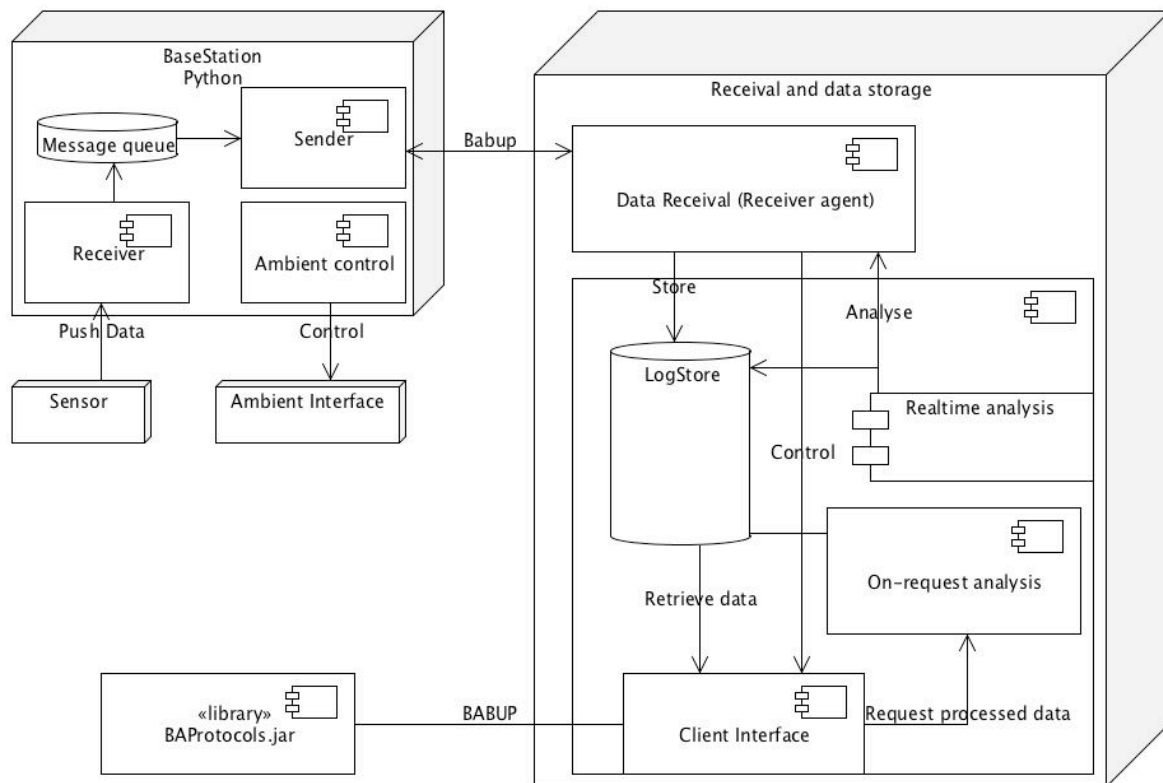 BaseStation
Python
Receival and data storage
Message queue
Sender
Babup
Data Receival (Receiver agent)
Receiver
Ambient control
Push Data
Control
Store
Analyse
Sensor
Ambient Interface
LogStore
Realtime analysis
Control
On-request analysis
Retrieve data
«library»
BAProtocols.jar
BABUP
Client Interface
Request processed data